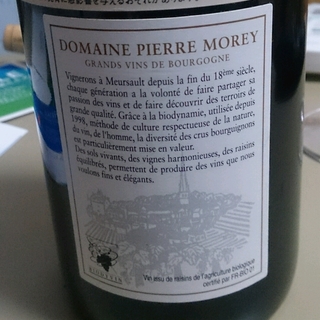 DOMAINE PIERRE MOREY
GRANDS VINS DE BOURGOGNE
Vignerons à Meursault depuis la fin du 18ème siècle,
chaque génération a la volonté de faire partager sa
passion des vins et de faire découvrir des terroirs de
grande qualité. Grâce à la biodynamie, utilisée depuis
1998, méthode de culture respectueuse de la nature,
du vin, de l'homme, la diversité des crus bourguignons
est particulièrement mise en valeur.
Des sols vivants, des vignes harmonieuses, des raisins
équilibrés, permettent de produire des vins que nous
voulons fins et élégants.
Vin issu de raisins de l'agriculture biologique
certifié par FR-BIO-01